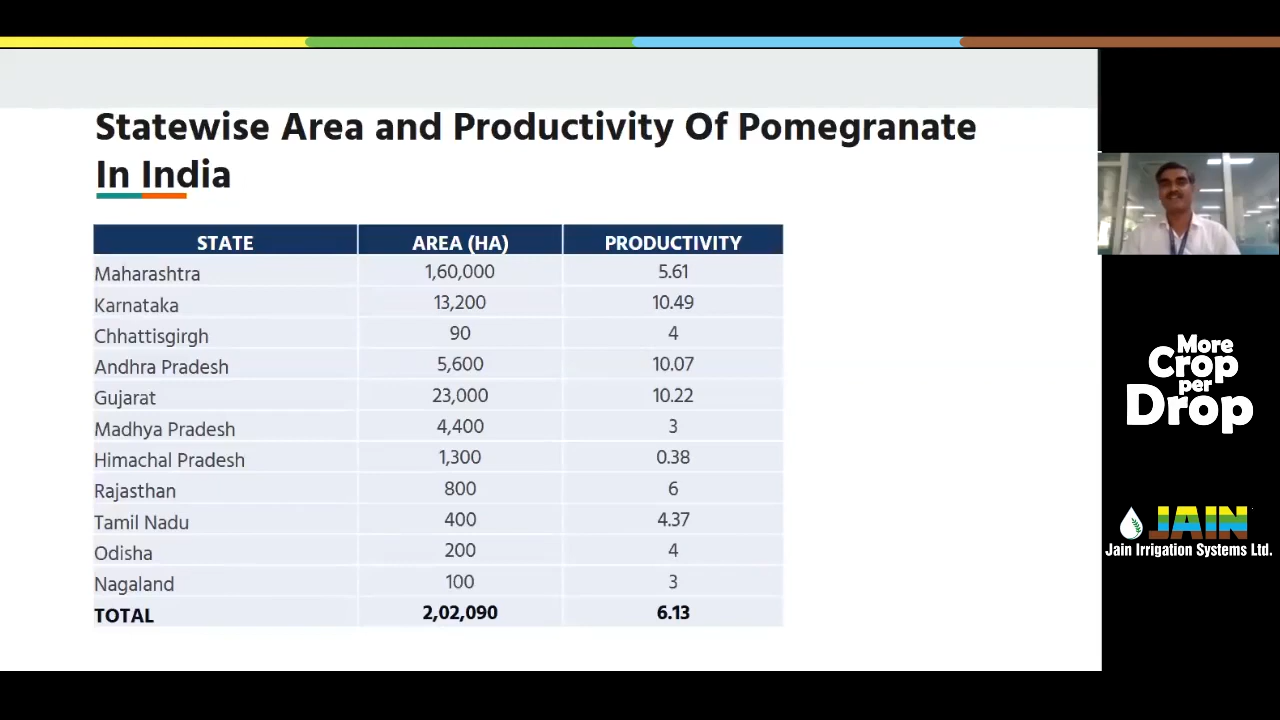 Statewise Area and Productivity Of Pomegranate
In India
STATE AREA (HA) PRODUCTIVITY
Maharashtra 1,60,000 5.61
Karnataka 13,200 10.49
Chhattisgirgh 90 4
Andhra Pradesh 5,600 10.07
Gujarat 23,000 10.22
Madhya Pradesh 4,400 3
Himachal Pradesh 1,300 0.38
Rajasthan 800 6
Tamil Nadu 400 4.37
Odisha 200 4
Nagaland 100 3
TOTAL 2,02,090 6.13
More
Crop
per
Drop
JAIN
Jain Irrigation Systems Ltd.